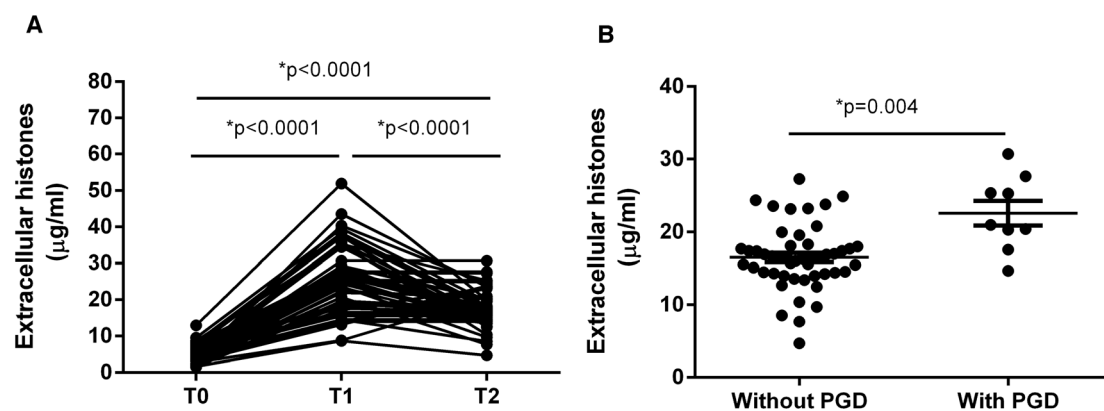 A
Extracellular histones
(μg/ml)
80
70
60
50
40
30
20
10
0
*p<0.0001
*p<0.0001
*p<0.0001
T0
T1
T2
B
Extracellular histones
(μg/ml)
40
30
20
10
0
*p=0.004
Without PGD
With PGD